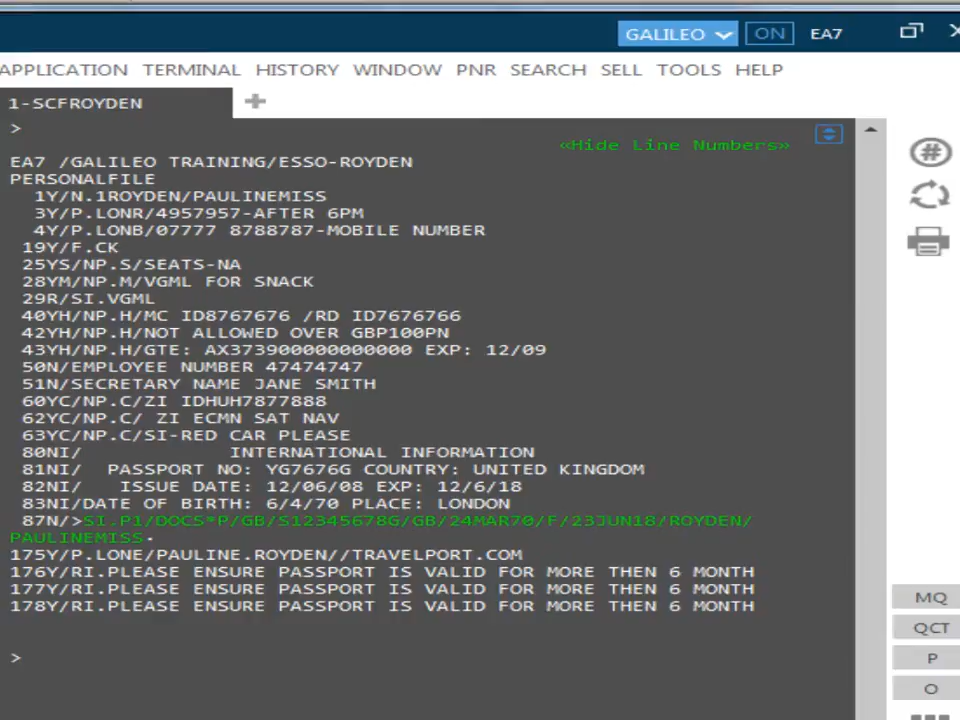 GALILEO ON EA7
APPLICATION TERMINAL HISTORY WINDOW PNR SEARCH SELL TOOLS HELP
1-SCFROYDEN +
>
«Hide Line Numbers»
EA7 /GALILEO TRAINING/ESSO-ROYDEN
PERSONALFILE
1Y/N.1ROYDEN/PAULINEMISS
3Y/P.LONR/4957957-AFTER 6PM
4Y/P.LONB/07777 8788787-MOBILE NUMBER
19Y/F.CK
25YS/NP.S/SEATS-NA
28YM/NP.M/VGML FOR SNACK
29R/SI.VGML
40YH/NP.H/MC ID8767676 /RD ID7676766
42YH/NP.H/NOT ALLOWED OVER GBP100PN
43YH/NP.H/GTE: AX373900000000000 EXP: 12/09
50N/EMPLOYEE NUMBER 47474747
51N/SECRETARY NAME JANE SMITH
60YC/NP.C/ZI IDHUH7877888
62YC/NP.C/ ZI ECMN SAT NAV
63YC/NP.C/SI-RED CAR PLEASE
80NI/ INTERNATIONAL INFORMATION
81NI/ PASSPORT NO: YG7676G COUNTRY: UNITED KINGDOM
82NI/ ISSUE DATE: 12/06/08 EXP: 12/6/18
83NI/DATE OF BIRTH: 6/4/70 PLACE: LONDON
87N/>SI.P1/DOCS*P/GB/S12345678G/GB/24MAR70/F/23JUN18/ROYDEN/
PAULINEMISS·
175Y/P.LONE/PAULINE.ROYDEN//TRAVELPORT.COM
176Y/RI.PLEASE ENSURE PASSPORT IS VALID FOR MORE THEN 6 MONTH
177Y/RI.PLEASE ENSURE PASSPORT IS VALID FOR MORE THEN 6 MONTH
178Y/RI.PLEASE ENSURE PASSPORT IS VALID FOR MORE THEN 6 MONTH
>
#
MQ
QCT
P
O